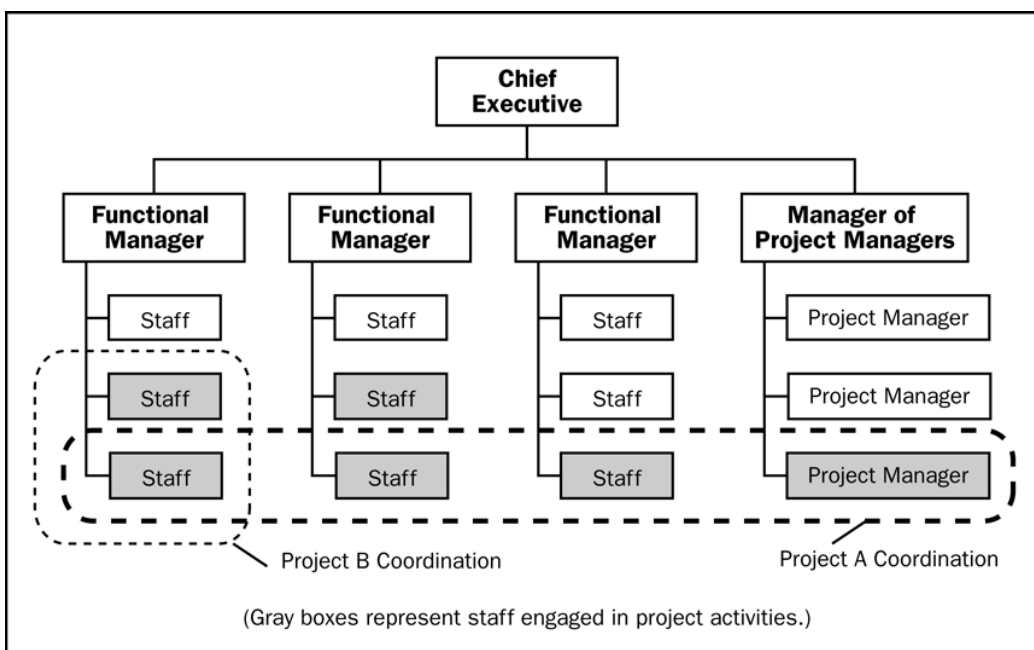 Chief
Executive
Functional
Manager
Functional
Manager
Functional
Manager
Manager of
Project Managers
Staff
Staff
Staff
Project Manager
Staff
Staff
Staff
Project Manager
Staff
Staff
Staff
Project Manager
Project B Coordination
Project A Coordination
(Gray boxes represent staff engaged in project activities.)